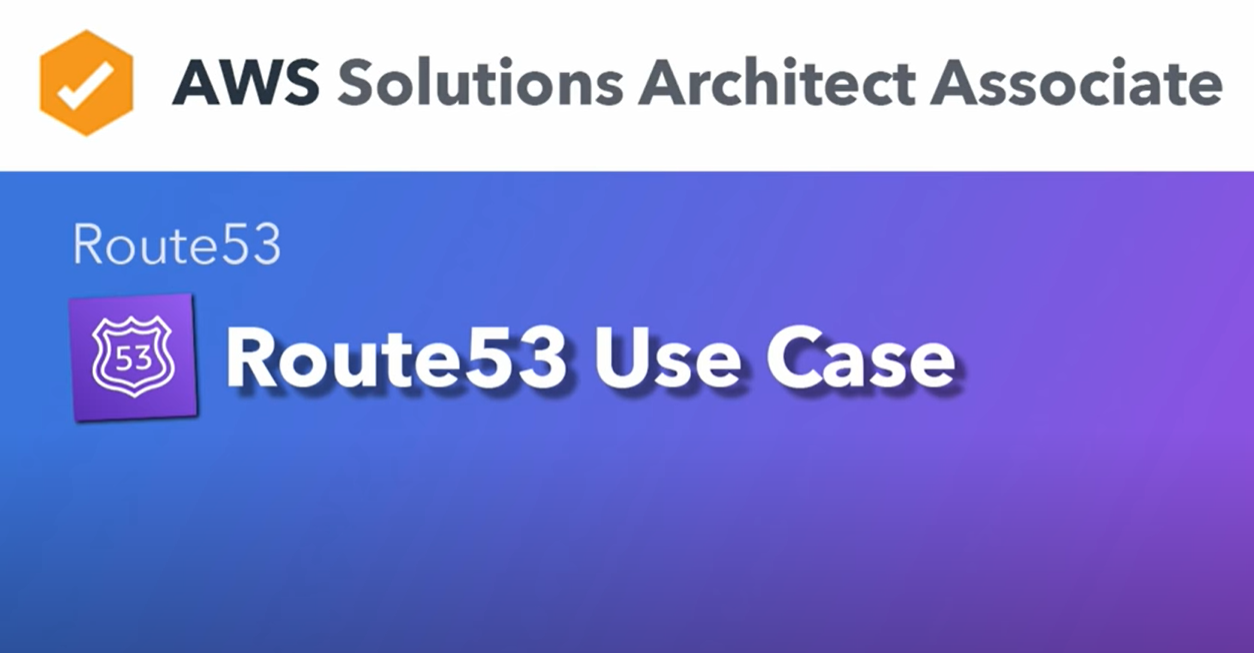 AWS Solutions Architect Associate
Route53
53
Route53 Use Case